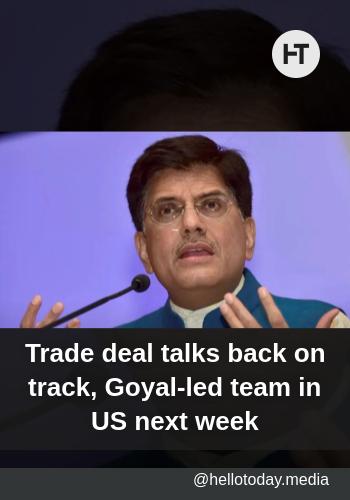 HT
Trade deal talks back on
track, Goyal-led team in
US next week
@hellotoday.media